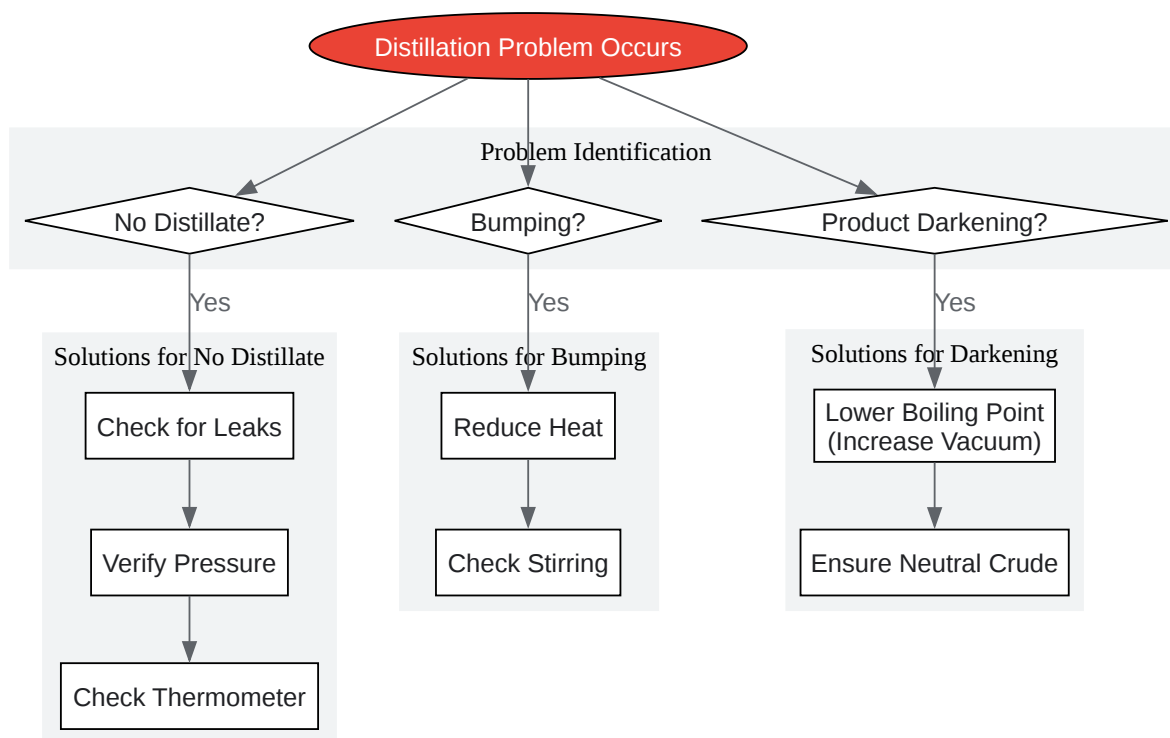 Distillation Problem Occurs
Problem Identification
No Distillate?
Bumping?
Product Darkening?
Yes
Yes
Yes
Solutions for No Distillate
Solutions for Bumping
Solutions for Darkening
Check for Leaks
Reduce Heat
Lower Boiling Point
(Increase Vacuum)
Verify Pressure
Check Stirring
Ensure Neutral Crude
Check Thermometer